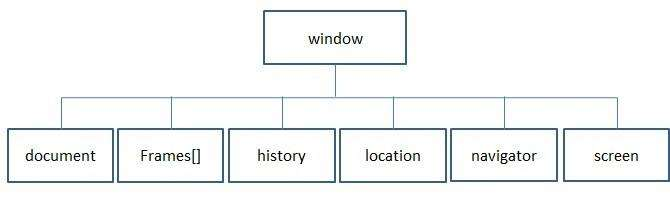 window
document
Frames[]
history
location
navigator
screen